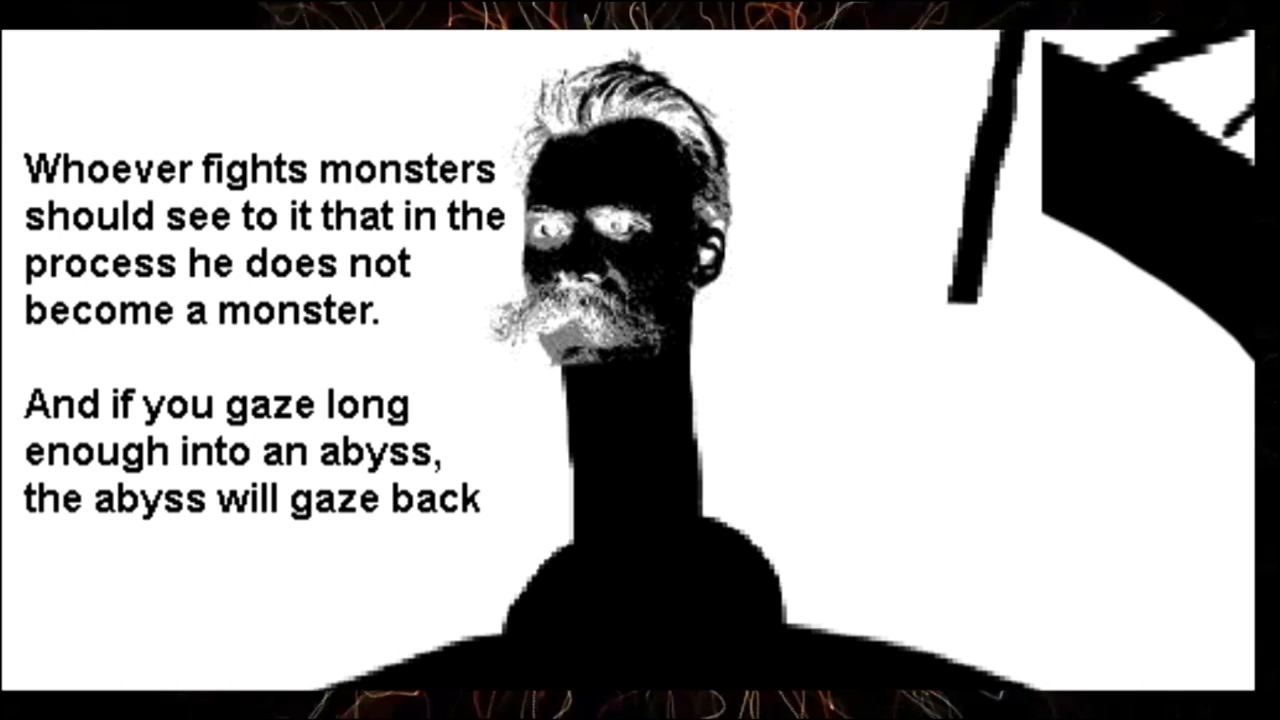 Whoever fights monsters
should see to it that in the
process he does not
become a monster.
And if you gaze long
enough into an abyss,
the abyss will gaze back